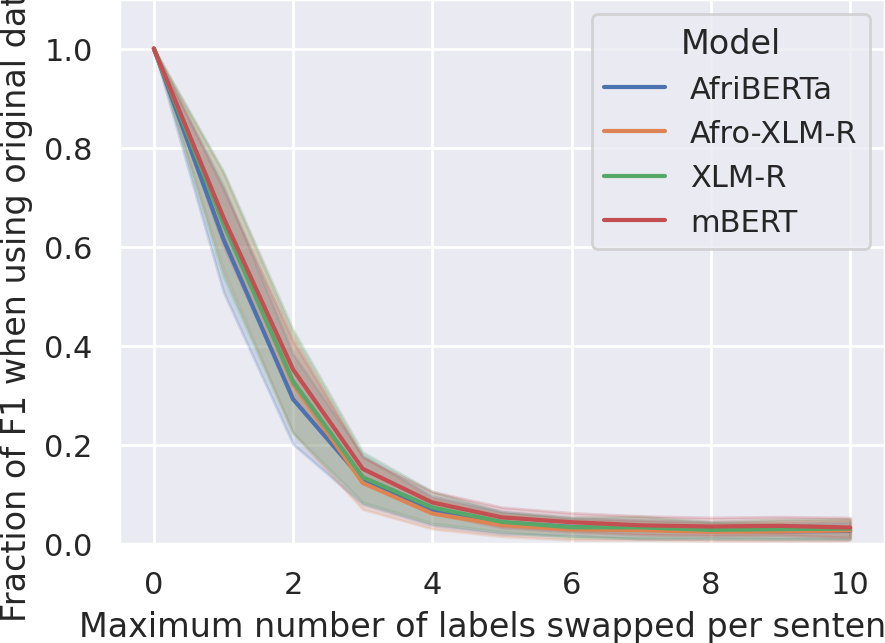 Fraction of F1 when using original dat
1.0
0.8
0.6
0.4
0.2
0.0
Model
AfriBERTa
Afro-XLM-R
XLM-R
mBERT
0 2 4 6 8 10
Maximum number of labels swapped per senten